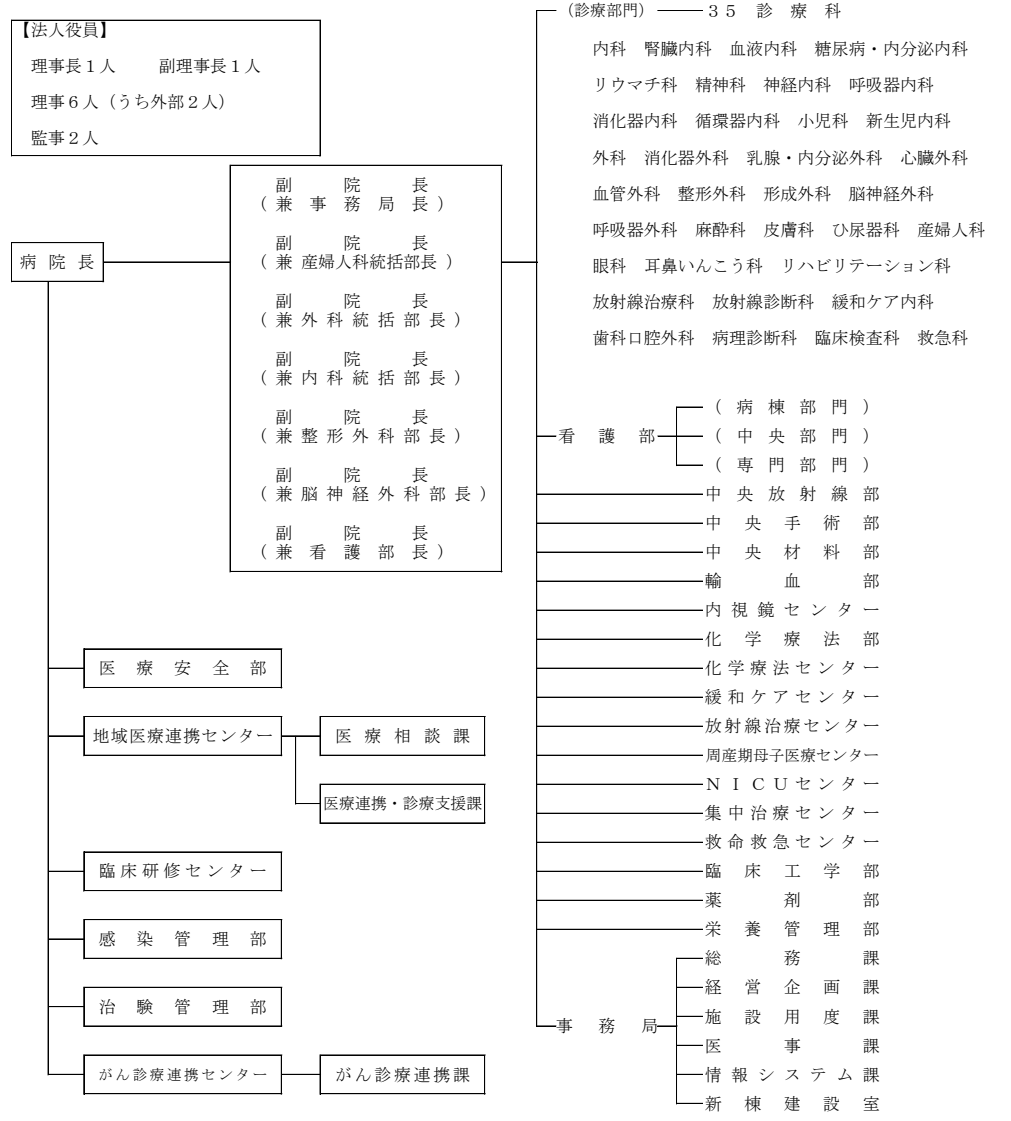 【法人役員】
理事長１人　副理事長１人
理事６人（うち外部２人）
監事２人
病院長
副院長
（兼事務局長）
副院長
（兼産婦人科統括部長）
副院長
（兼外科統括部長）
副院長
（兼内科統括部長）
副院長
（兼整形外科部長）
副院長
（兼脳神経外科部長）
副院長
（兼看護部長）
医療安全部
地域医療連携センター
医療相談課
医療連携・診療支援課
臨床研修センター
感染管理部
治験管理部
がん診療連携センター
がん診療連携課
（診療部門）
３５診療科
内科　腎臓内科　血液内科　糖尿病・内分泌内科
リウマチ科　精神科　神経内科　呼吸器内科
消化器内科　循環器内科　小児科　新生児内科
外科　消化器外科　乳腺・内分泌外科　心臓外科
血管外科　整形外科　形成外科　脳神経外科
呼吸器外科　麻酔科　皮膚科　ひ尿器科　産婦人科
眼科　耳鼻いんこう科　リハビリテーション科
放射線治療科　放射線診断科　緩和ケア内科
歯科口腔外科　病理診断科　臨床検査科　救急科
看護部
（病棟部門）
（中央部門）
（専門部門）
中央放射線部
中央手術部
中央材料部
輸血部
内視鏡センター
化学療法部
化学療法センター
緩和ケアセンター
放射線治療センター
周産期母子医療センター
ＮＩＣＵセンター
集中治療センター
救命救急センター
臨床工学部
薬剤部
栄養管理部
事務局
総務課
経営企画課
施設用度課
医事課
情報システム課
新棟建設室